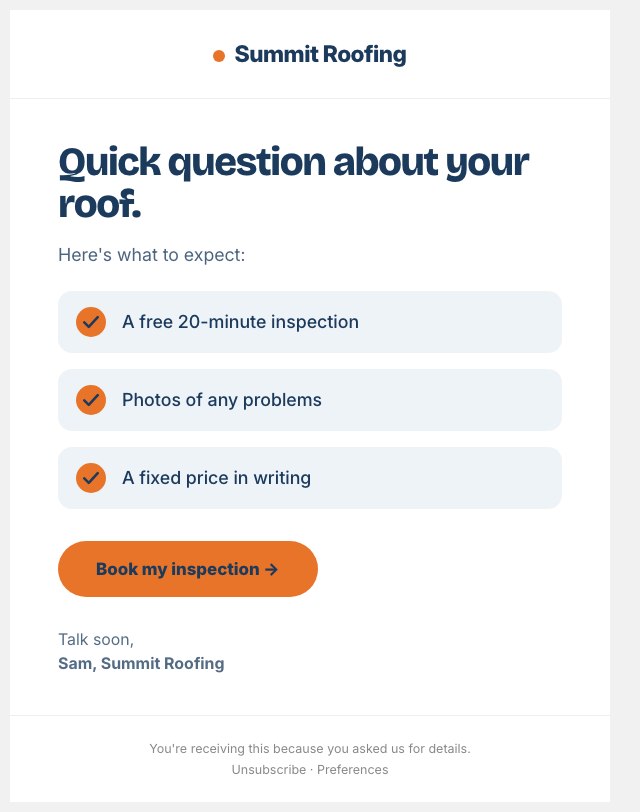 Summit Roofing
Quick question about your
roof.
Here's what to expect:
A free 20-minute inspection
Photos of any problems
A fixed price in writing
Book my inspection →
Talk soon,
Sam, Summit Roofing
You're receiving this because you asked us for details.
Unsubscribe · Preferences